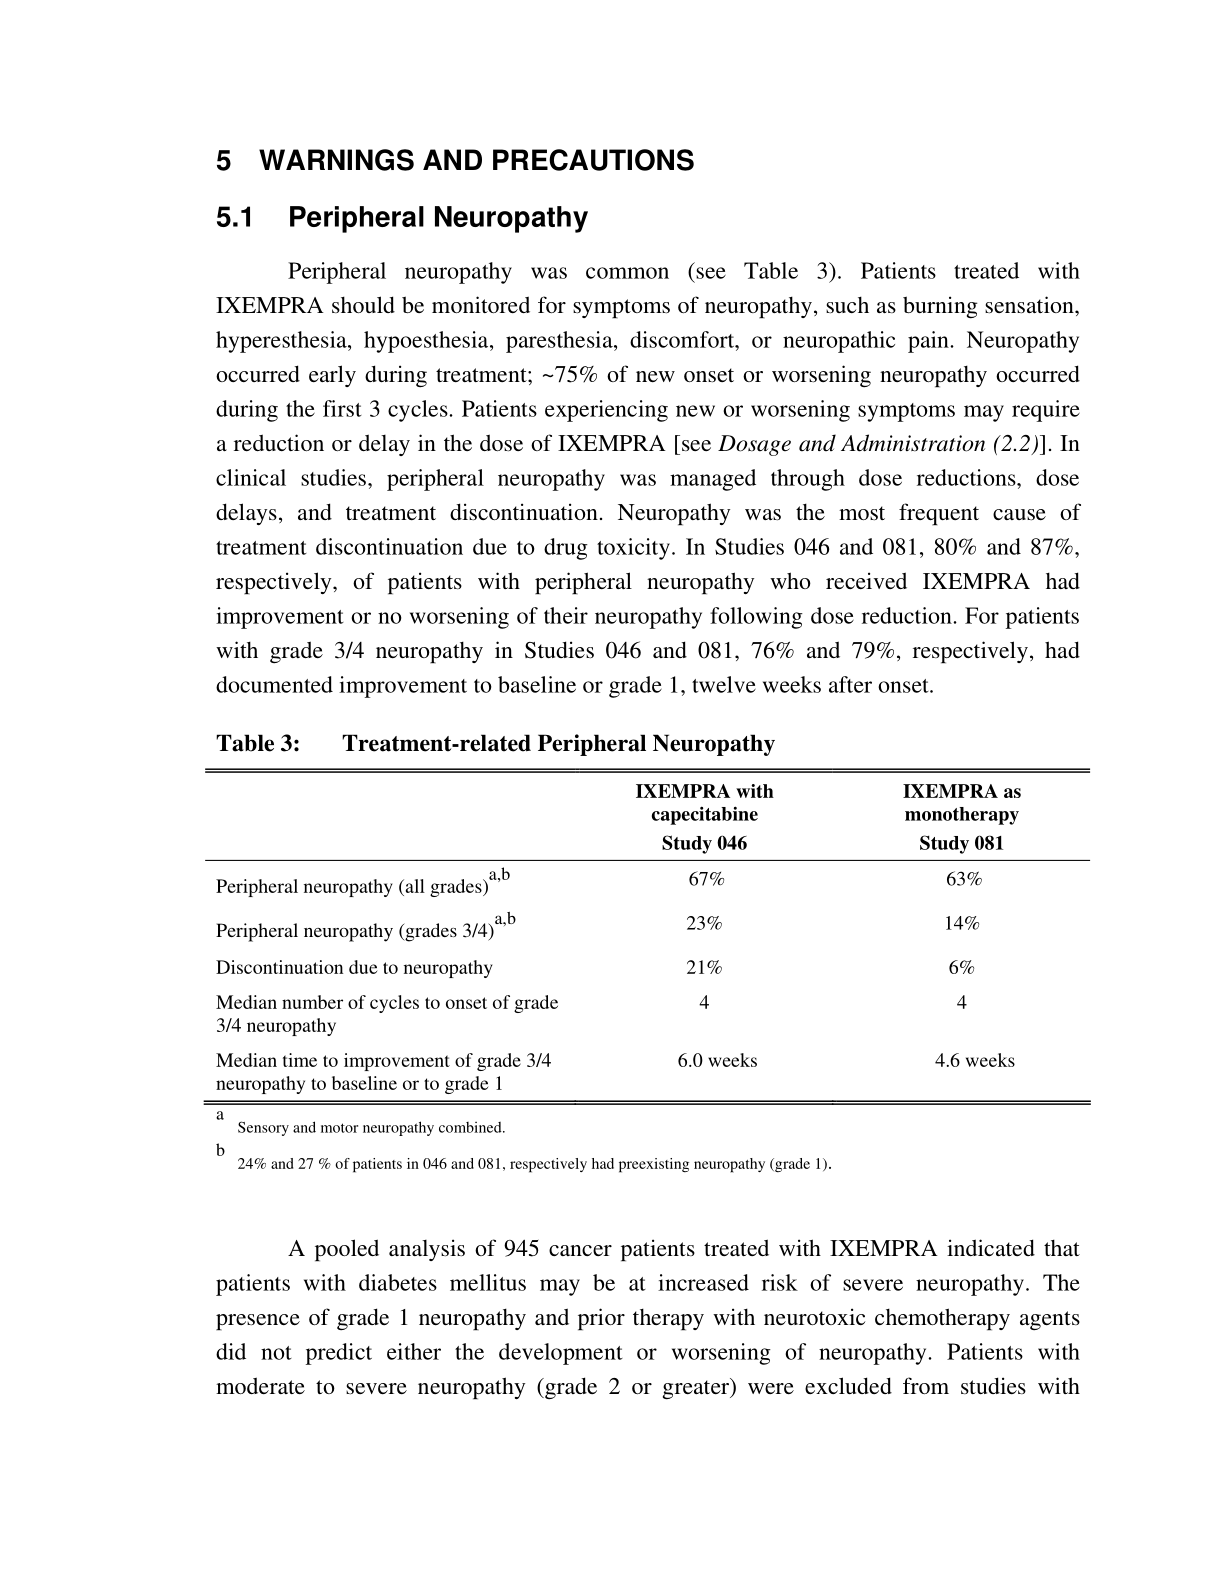 5 WARNINGS AND PRECAUTIONS
5.1 Peripheral Neuropathy
Peripheral neuropathy was common (see Table 3). Patients treated with
IXEMPRA should be monitored for symptoms of neuropathy, such as burning sensation,
hyperesthesia, hypoesthesia, paresthesia, discomfort, or neuropathic pain. Neuropathy
occurred early during treatment; ~75% of new onset or worsening neuropathy occurred
during the first 3 cycles. Patients experiencing new or worsening symptoms may require
a reduction or delay in the dose of IXEMPRA [see Dosage and Administration (2.2)]. In
clinical studies, peripheral neuropathy was managed through dose reductions, dose
delays, and treatment discontinuation. Neuropathy was the most frequent cause of
treatment discontinuation due to drug toxicity. In Studies 046 and 081, 80% and 87%,
respectively, of patients with peripheral neuropathy who received IXEMPRA had
improvement or no worsening of their neuropathy following dose reduction. For patients
with grade 3/4 neuropathy in Studies 046 and 081, 76% and 79%, respectively, had
documented improvement to baseline or grade 1, twelve weeks after onset.
Table 3: Treatment-related Peripheral Neuropathy
IXEMPRA with IXEMPRA as
capecitabine monotherapy
Study 046 Study 081
Peripheral neuropathy (all grades)a,b 67% 63%
Peripheral neuropathy (grades 3/4)a,b 23% 14%
Discontinuation due to neuropathy 21% 6%
Median number of cycles to onset of grade 4 4
3/4 neuropathy
Median time to improvement of grade 3/4 6.0 weeks 4.6 weeks
neuropathy to baseline or to grade 1
a Sensory and motor neuropathy combined.
b 24% and 27 % of patients in 046 and 081, respectively had preexisting neuropathy (grade 1).
A pooled analysis of 945 cancer patients treated with IXEMPRA indicated that
patients with diabetes mellitus may be at increased risk of severe neuropathy. The
presence of grade 1 neuropathy and prior therapy with neurotoxic chemotherapy agents
did not predict either the development or worsening of neuropathy. Patients with
moderate to severe neuropathy (grade 2 or greater) were excluded from studies with